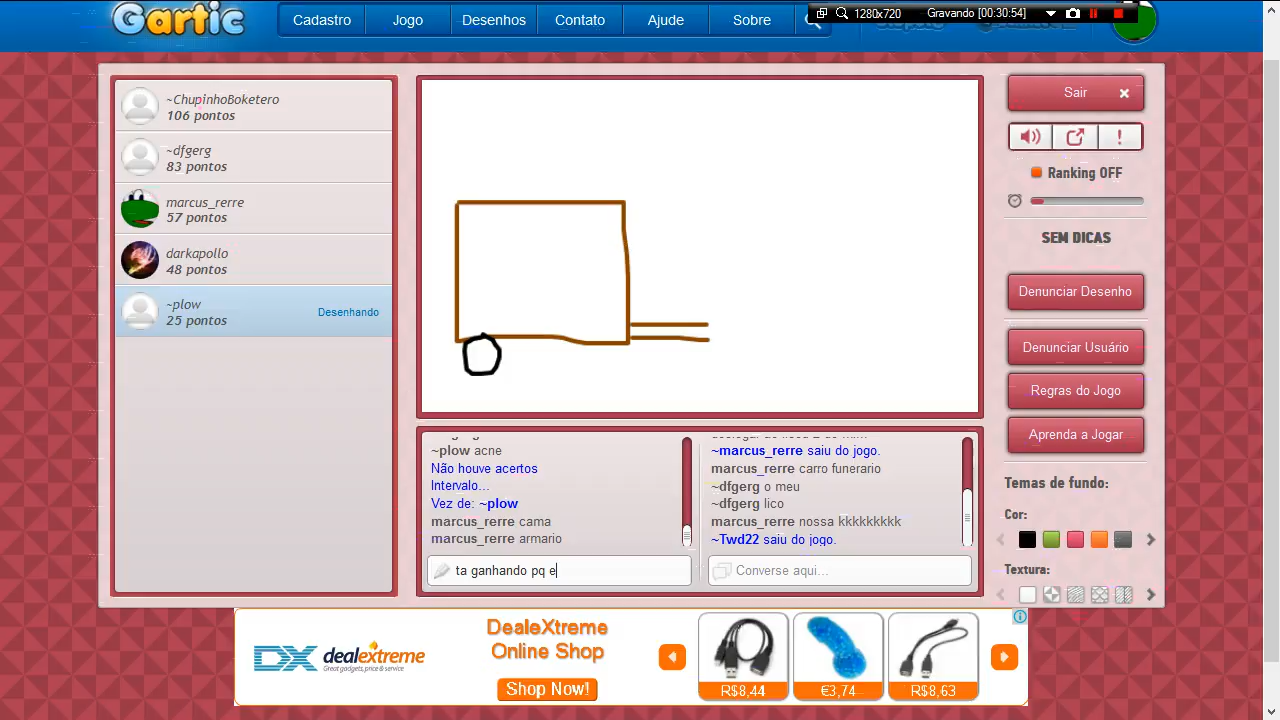 Gartic
Cadastro
Jogo
Desenhos
Contato
Ajude
Sobre
1280x720
Gravando [00:30:54]
~ChupinhoBoketero
106 pontos
~dfgerg
83 pontos
marcus_rerre
57 pontos
darkapollo
48 pontos
~plow
25 pontos
Desenhando
~plow acne
Não houve acertos
Intervalo...
Vez de: ~plow
marcus_rerre cama
marcus_rerre armario
ta ganhando pq e
~marcus_rerre saiu do jogo.
marcus_rerre carro funerario
~dfgerg o meu
~dfgerg lico
marcus_rerre nossa kkkkkkkkk
~Twd22 saiu do jogo.
Converse aqui...
Sair
Ranking OFF
SEM DICAS
Denunciar Desenho
Denunciar Usuário
Regras do Jogo
Aprenda a Jogar
Temas de fundo:
Cor:
Textura:
DX dealextreme
Great gadgets, price & service
DealeXtreme
Online Shop
Shop Now!
R$8,44
€3,74
R$8,63